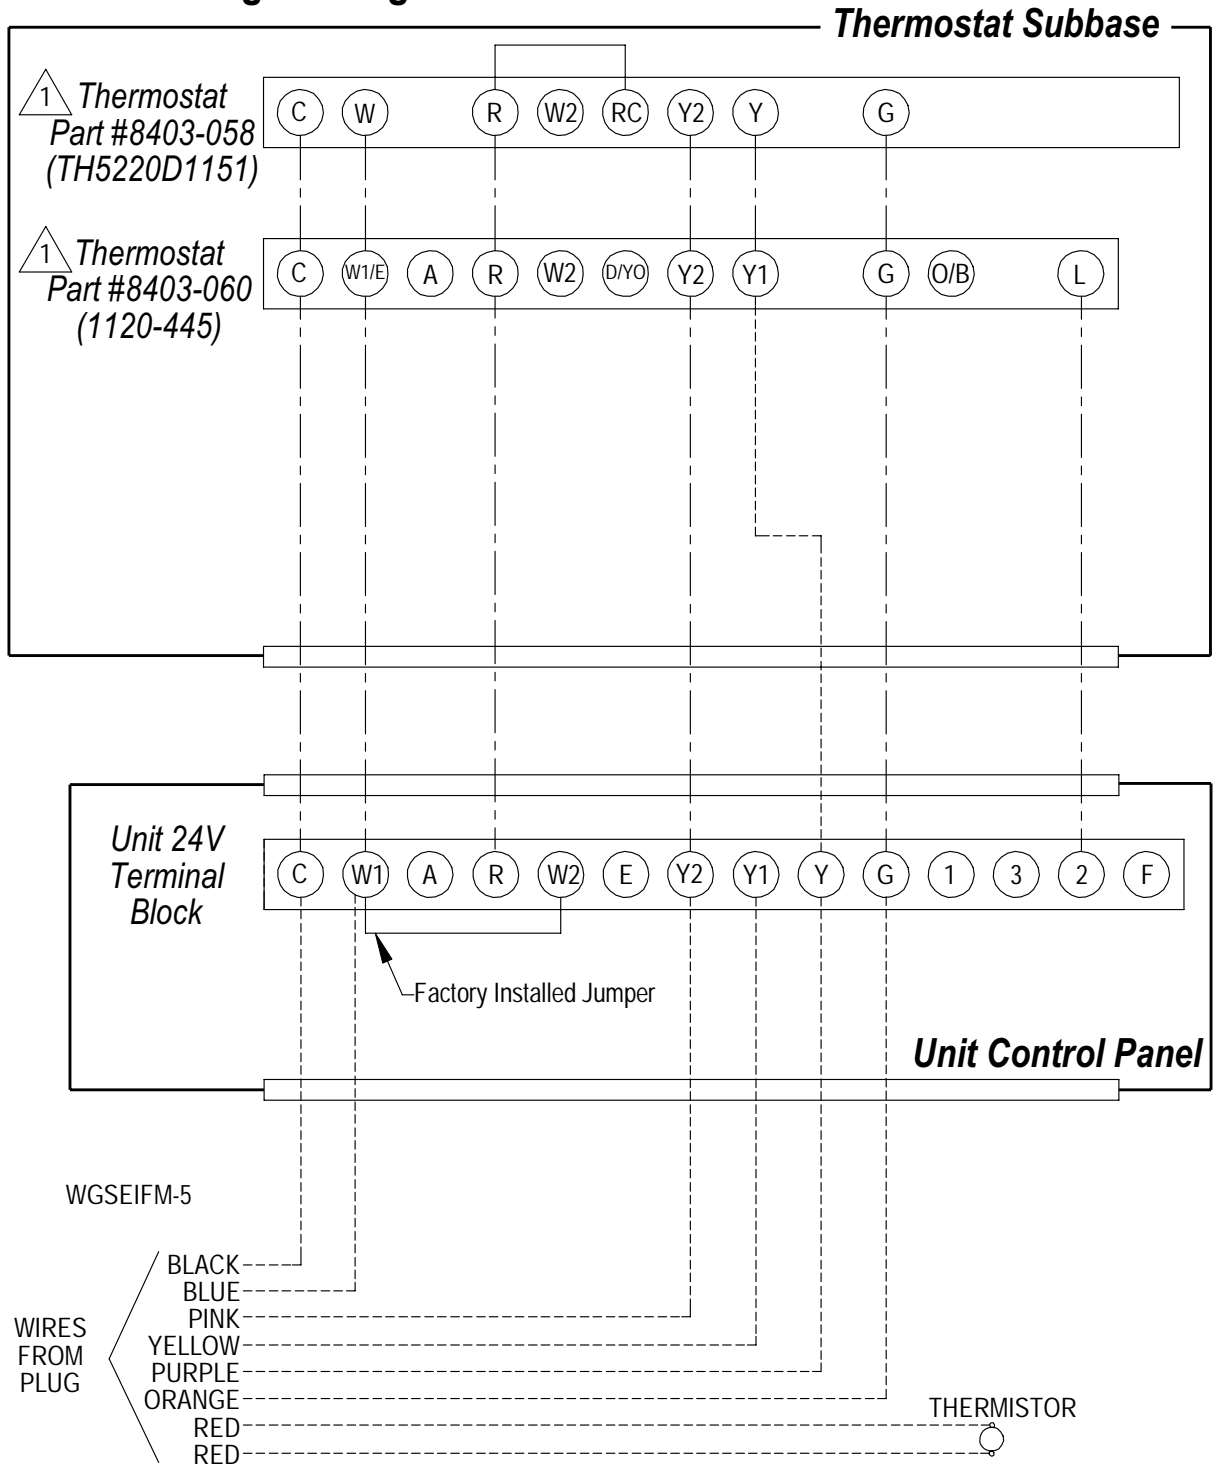 Thermostat Subbase
1 Thermostat
Part #8403-058
(TH5220D1151)
C W R W2 RC Y2 Y G
1 Thermostat
Part #8403-060
(1120-445)
C W1/E A R W2 D/YO Y2 Y1 G O/B L
Unit 24V
Terminal
Block
C W1 A R W2 E Y2 Y1 Y G 1 3 2 F
Factory Installed Jumper
Unit Control Panel
WGSEIFM-5
WIRES
FROM
PLUG
BLACK
BLUE
PINK
YELLOW
PURPLE
ORANGE
RED
RED
THERMISTOR